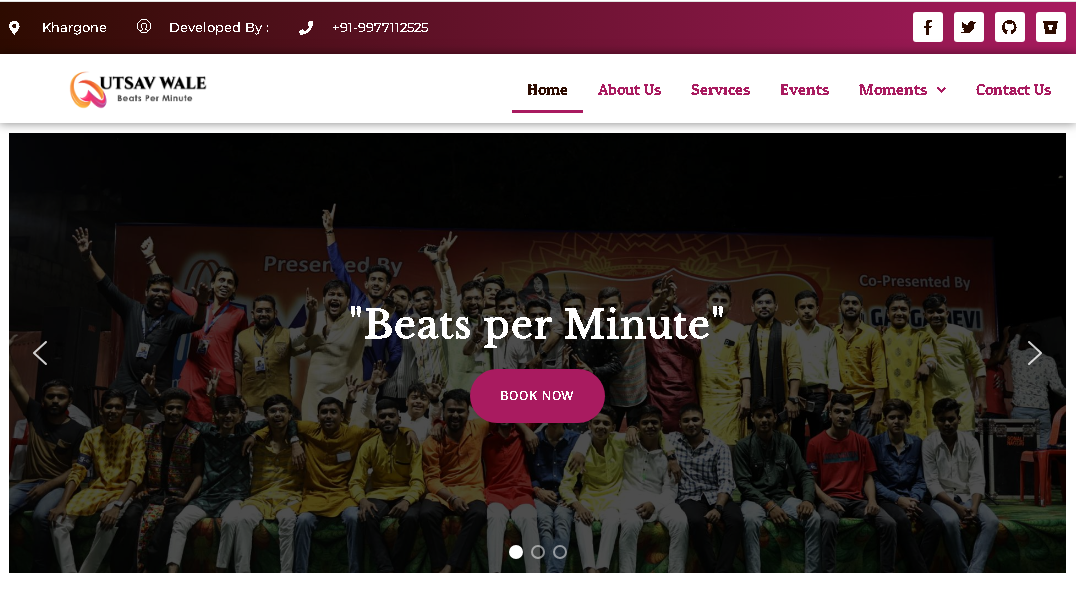 Khargone
Developed By :
+91-9977112525
UTSAV WALE
Beats Per Minute
Home
About Us
Services
Events
Moments
Contact Us
Presented By
Co-Presented By
"Beats per Minute"
BOOK NOW